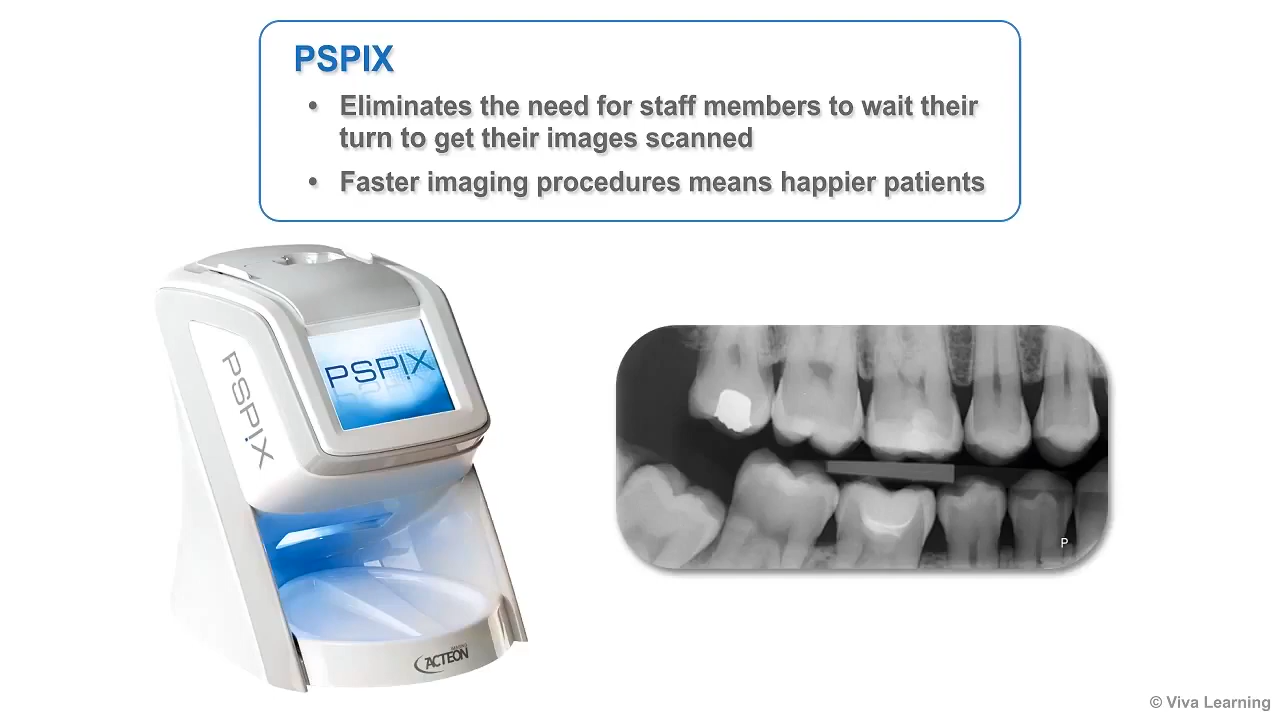 PSPIX
• Eliminates the need for staff members to wait their
turn to get their images scanned
• Faster imaging procedures means happier patients
PSPIX
PSPIX
P
IMAGING
ACTEON
© Viva Learning